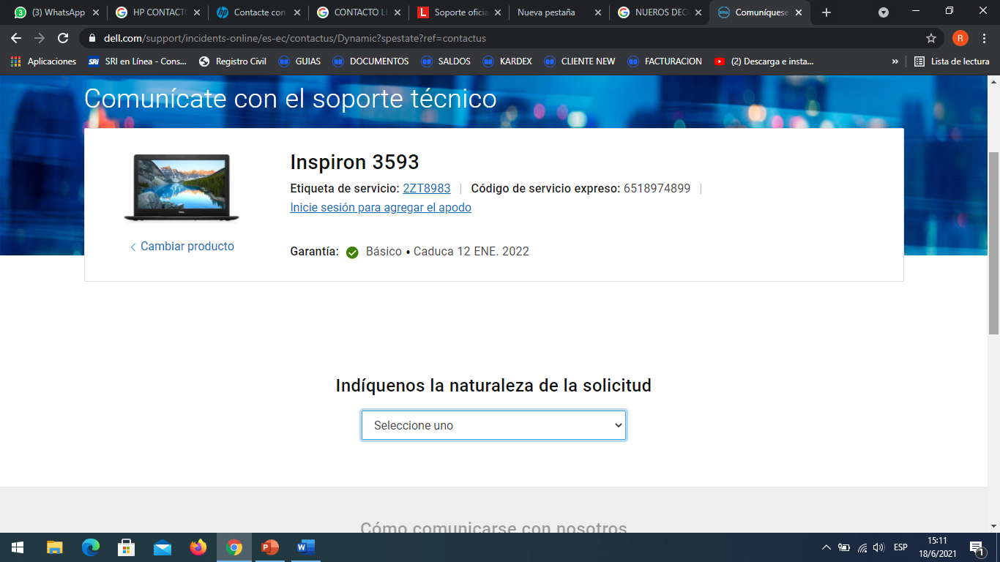 (3) WhatsApp
HP CONTACTO
Contacte con
CONTACTO LE
Soporte oficia
Nueva pestaña
NUEROS DEC
Comuníquese
dell.com/support/incidents-online/es-ec/contactus/Dynamic?spestate?ref=contactus
R
Aplicaciones
SRI SRI en Línea - Cons...
Registro Civil
GUIAS
DOCUMENTOS
SALDOS
KARDEX
CLIENTE NEW
FACTURACION
(2) Descarga e insta...
»
Lista de lectura
Comunícate con el soporte técnico
Inspiron 3593
Etiqueta de servicio: 2ZT8983 | Código de servicio expreso: 6518974899 |
Inicie sesión para agregar el apodo
< Cambiar producto
Garantía: Básico • Caduca 12 ENE. 2022
Indíquenos la naturaleza de la solicitud
Seleccione uno
Cómo comunicarse con nosotros
ESP
15:11
18/6/2021
1